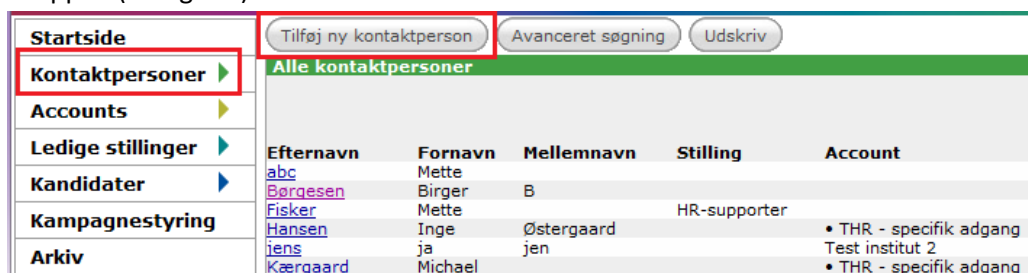 Startside
Kontaktpersoner
Accounts
Ledige stillinger
Kandidater
Kampagnestyring
Arkiv
Tilføj ny kontaktperson Avanceret søgning Udskriv
Alle kontaktpersoner
Efternavn Fornavn Mellemnavn Stilling Account
abc Mette
Børgesen Birger B
Fisker Mette HR-supporter
Hansen Inge Østergaard • THR - specifik adgang
jens ja jen Test institut 2
Kærgaard Michael • THR - specifik adgang